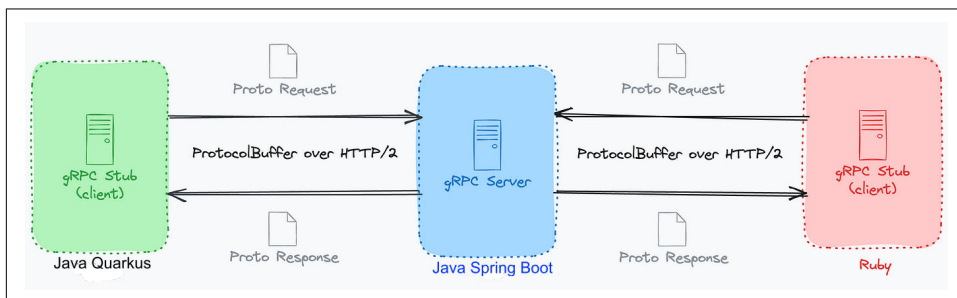 Proto Request
Proto Request
gRPC Stub
(client)
ProtocolBuffer over HTTP/2
gRPC Server
ProtocolBuffer over HTTP/2
gRPC Stub
(client)
Proto Response
Proto Response
Java Quarkus
Java Spring Boot
Ruby